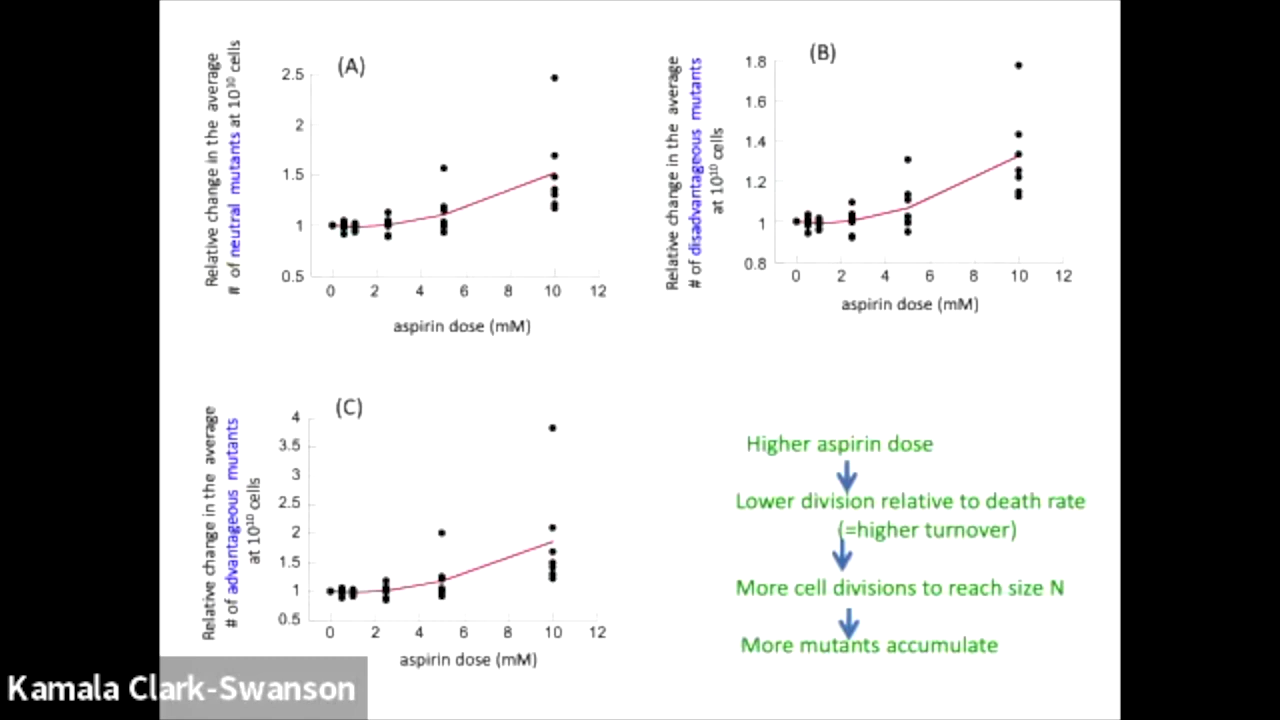 (A)
Relative change in the average
# of neutral mutants at 10¹⁰ cells
2.5
2
1.5
1
0.5
0 2 4 6 8 10 12
aspirin dose (mM)
(B)
Relative change in the average
# of disadvantageous mutants
at 10¹⁰ cells
1.8
1.6
1.4
1.2
1
0.8
0 2 4 6 8 10 12
aspirin dose (mM)
(C)
Relative change in the average
# of advantageous mutants
at 10¹⁰ cells
4
3.5
3
2.5
2
1.5
1
0.5
0 2 4 6 8 10 12
aspirin dose (mM)
Higher aspirin dose
Lower division relative to death rate
(=higher turnover)
More cell divisions to reach size N
More mutants accumulate
Kamala Clark-Swanson